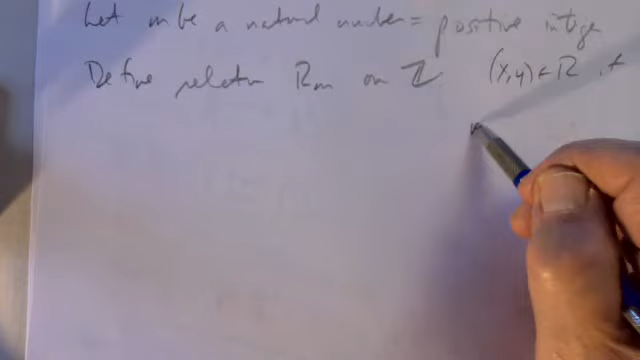 Let m be a natural number = positive integer
Define relation Rm on ℤ (x,y) ∈ R if